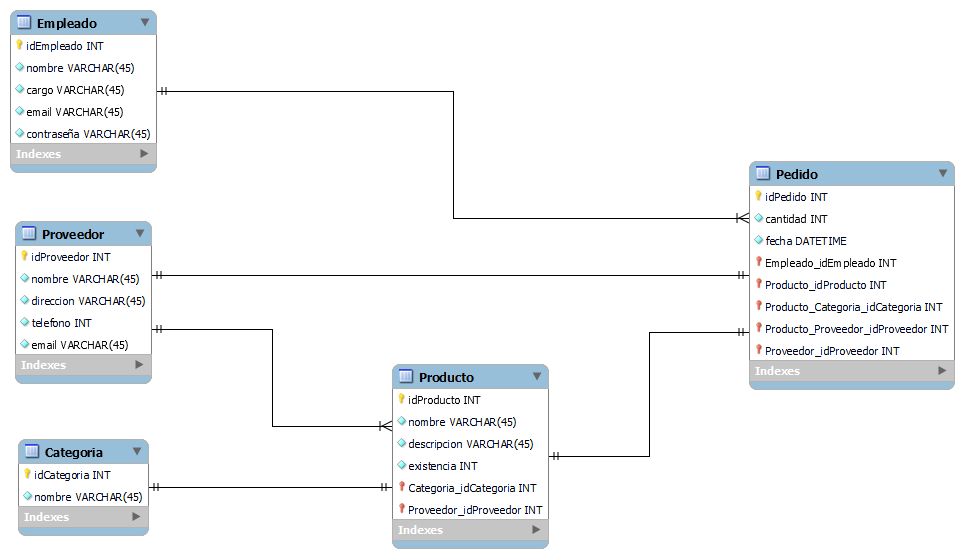 Empleado
idEmpleado INT
nombre VARCHAR(45)
cargo VARCHAR(45)
email VARCHAR(45)
contraseña VARCHAR(45)
Indexes
Proveedor
idProveedor INT
nombre VARCHAR(45)
direccion VARCHAR(45)
telefono INT
email VARCHAR(45)
Indexes
Categoria
idCategoria INT
nombre VARCHAR(45)
Indexes
Producto
idProducto INT
nombre VARCHAR(45)
descripcion VARCHAR(45)
existencia INT
Categoria_idCategoria INT
Proveedor_idProveedor INT
Indexes
Pedido
idPedido INT
cantidad INT
fecha DATETIME
Empleado_idEmpleado INT
Producto_idProducto INT
Producto_Categoria_idCategoria INT
Producto_Proveedor_idProveedor INT
Proveedor_idProveedor INT
Indexes